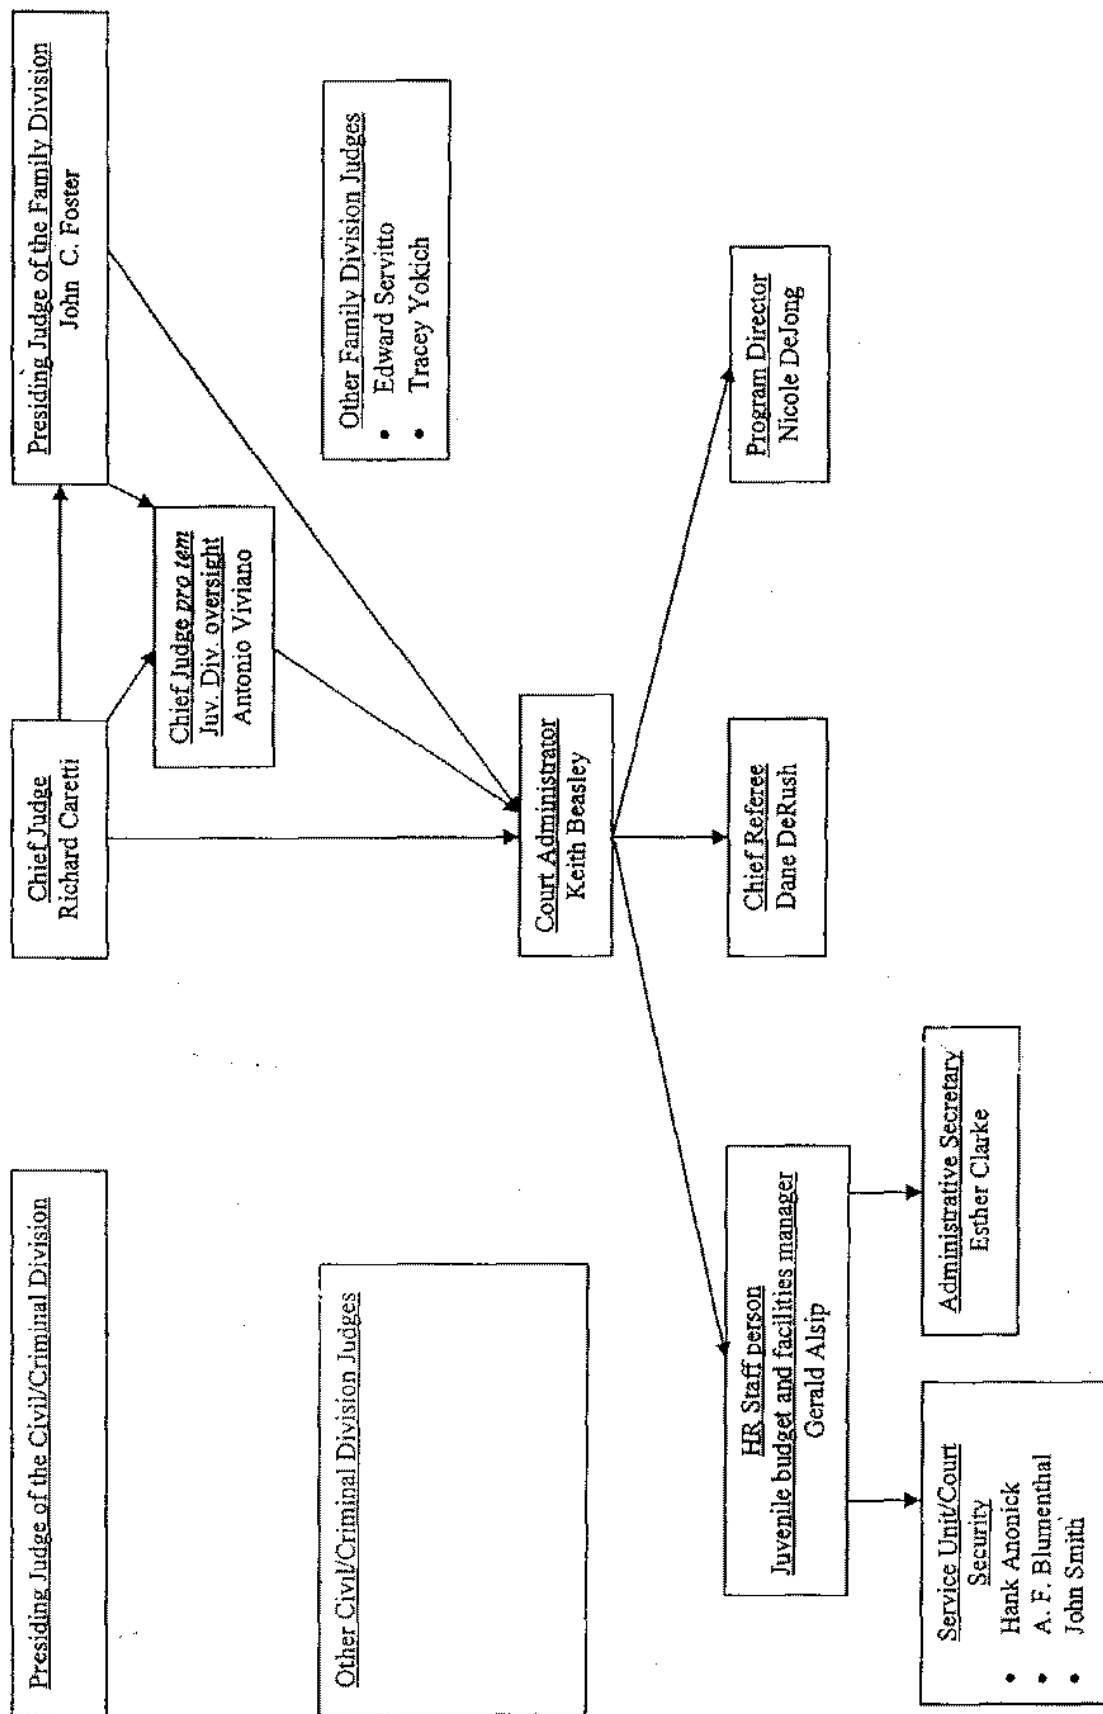 Presiding Judge of the Civil/Criminal Division
Chief Judge
Richard Caretti
Presiding Judge of the Family Division
John C. Foster
Chief Judge pro tem
Juv. Div. oversight
Antonio Viviano
Other Civil/Criminal Division Judges
Other Family Division Judges
• Edward Servitto
• Tracey Yokich
Court Administrator
Keith Beasley
HR Staff person
Juvenile budget and facilities manager
Gerald Alsip
Chief Referee
Dane DeRush
Program Director
Nicole DeJong
Service Unit/Court
Security
• Hank Anonick
• A. F. Blumenthal
• John Smith
Administrative Secretary
Esther Clarke